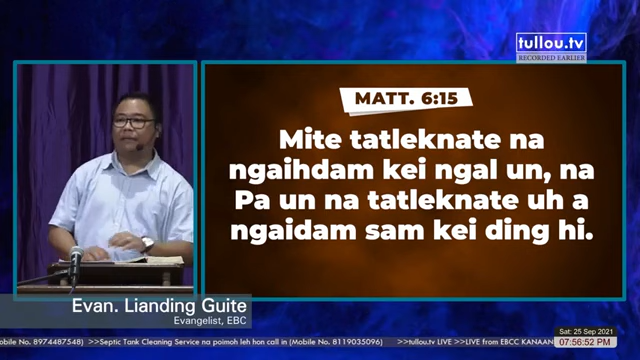 tullou.tv
RECORDED EARLIER
MATT. 6:15
Mite tatleknate na
ngaihdam kei ngal un, na
Pa un na tatleknate uh a
ngaidam sam kei ding hi.
Evan. Lianding Guite
Evangelist, EBC
Sat: 25 Sep 2021
obile No. 8974487548) >>Septic Tank Cleaning Service na poimoh leh hon call in (Mobile No. 8119035096) >>tullou.tv LIVE >>LIVE from EBCC KANAAN
07:56:52 PM